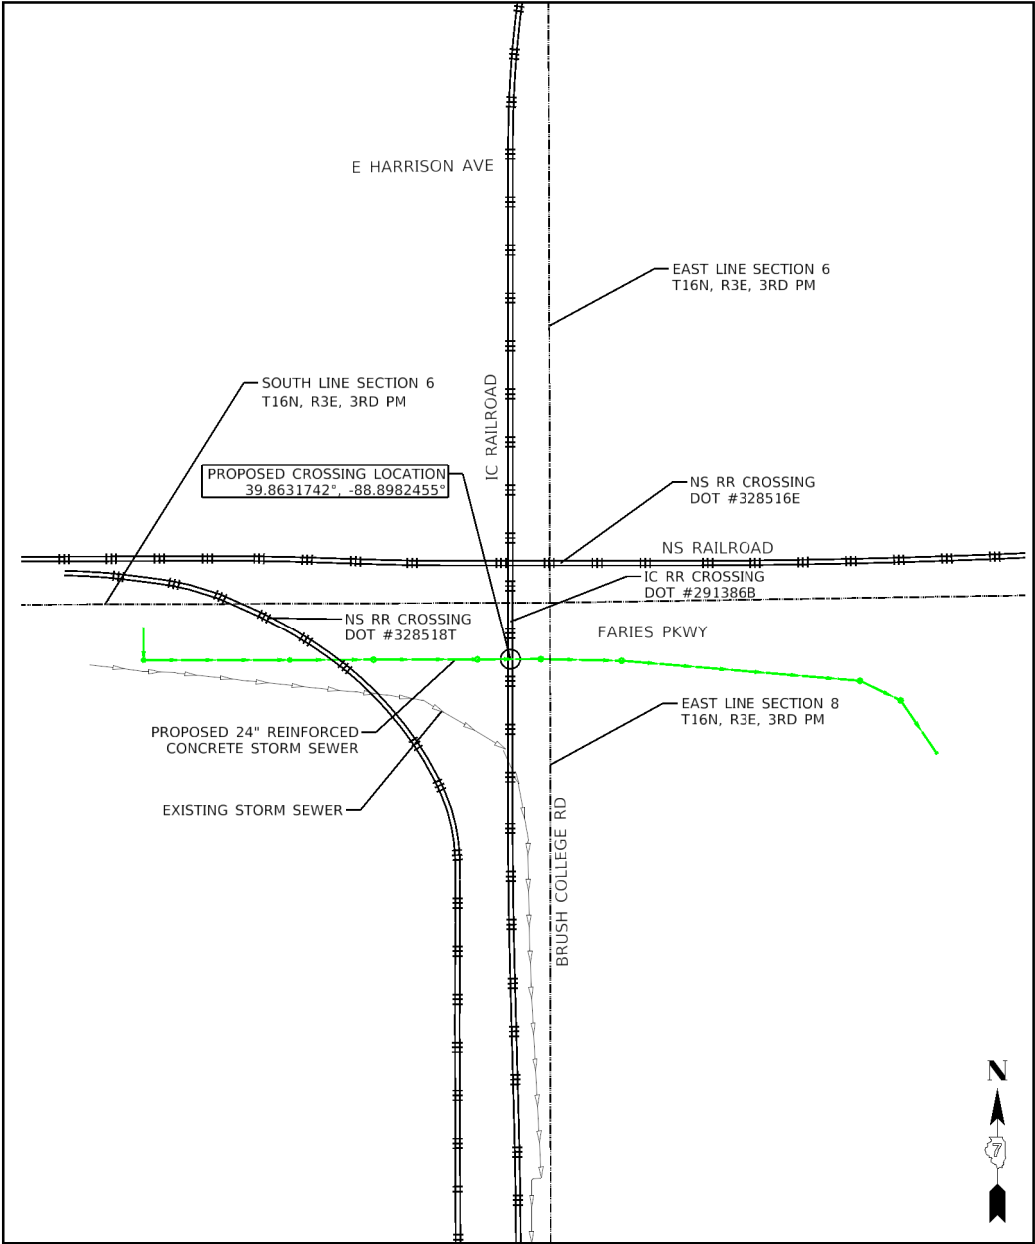 E HARRISON AVE
EAST LINE SECTION 6
T16N, R3E, 3RD PM
SOUTH LINE SECTION 6
T16N, R3E, 3RD PM
IC RAILROAD
PROPOSED CROSSING LOCATION
39.8631742°, -88.8982455°
NS RR CROSSING
DOT #328516E
NS RAILROAD
IC RR CROSSING
DOT #291386B
NS RR CROSSING
DOT #328518T
FARIES PKWY
EAST LINE SECTION 8
T16N, R3E, 3RD PM
PROPOSED 24" REINFORCED
CONCRETE STORM SEWER
EXISTING STORM SEWER
BRUSH COLLEGE RD
N
7